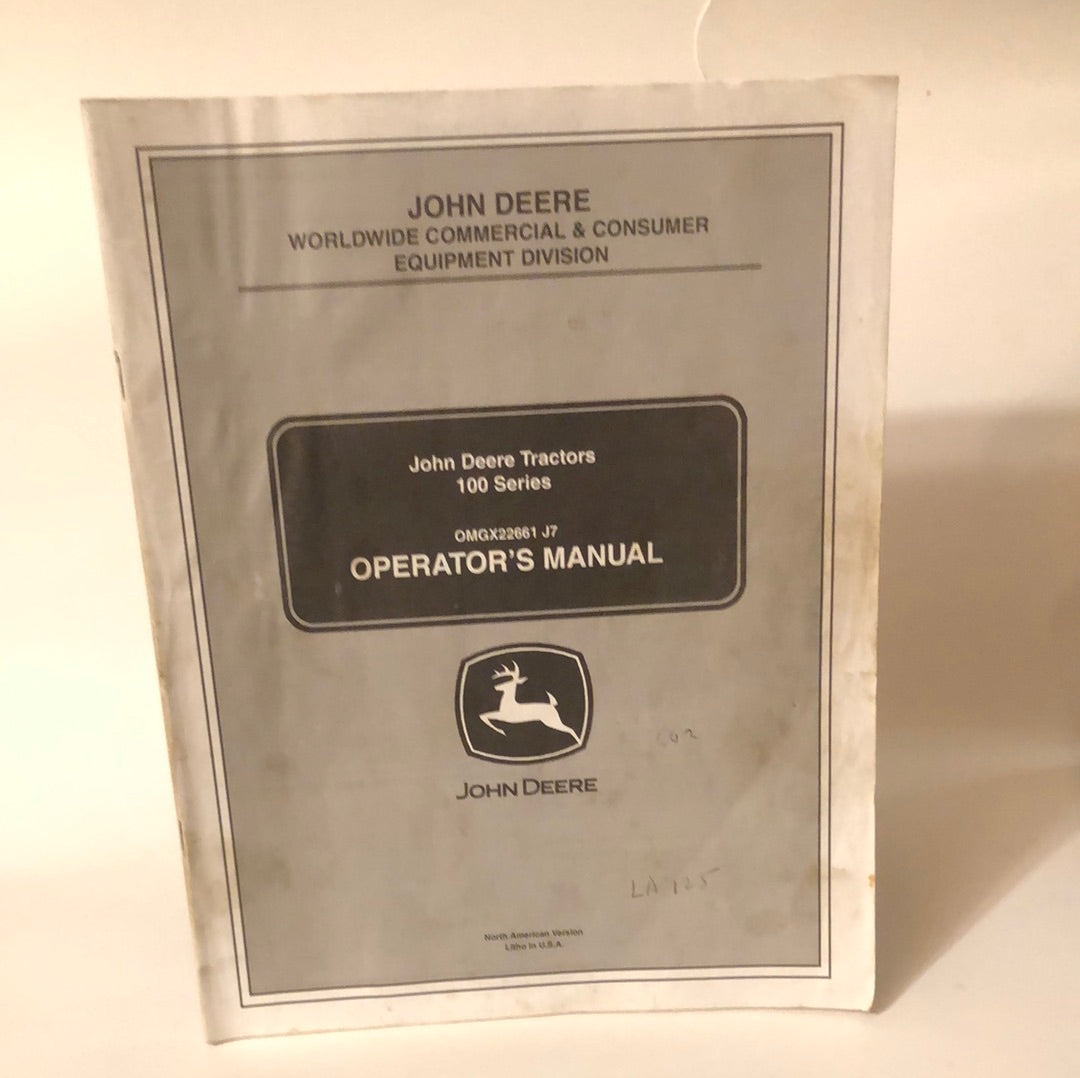 JOHN DEERE
WORLDWIDE COMMERCIAL & CONSUMER
EQUIPMENT DIVISION
John Deere Tractors
100 Series
OMGX22661 J7
OPERATOR'S MANUAL
JOHN DEERE
LA 125
North American Version
Litho in U.S.A.